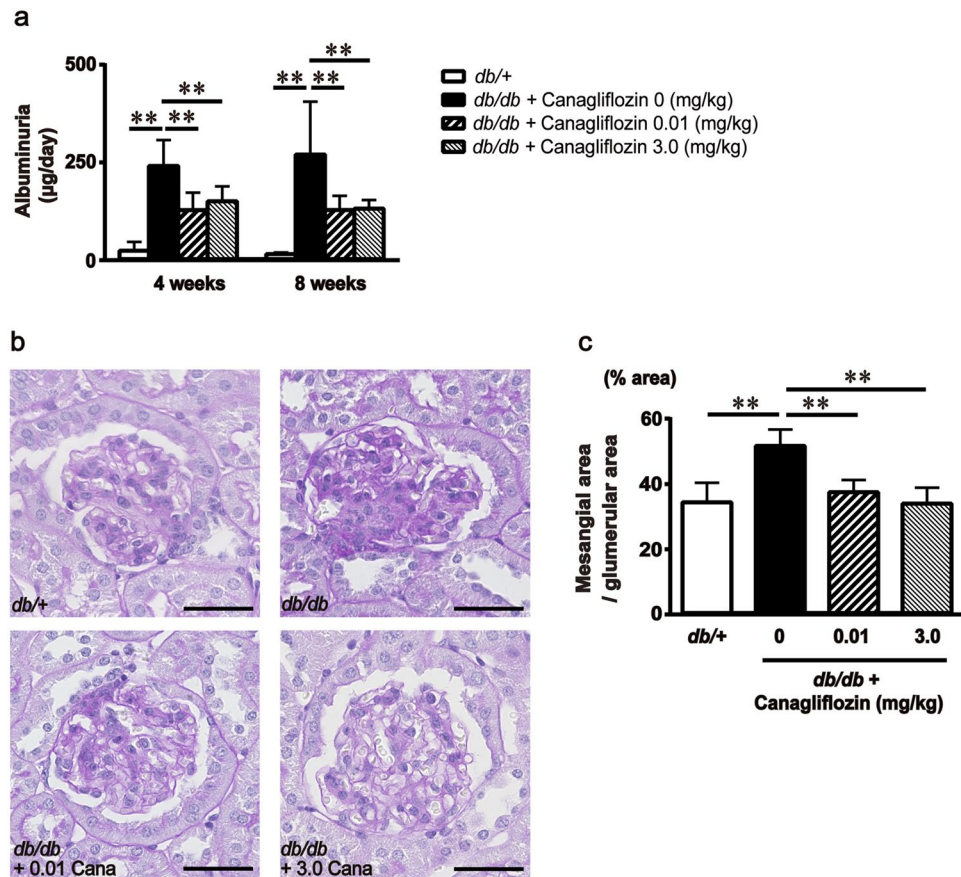 a
500
250
0
Albuminuria
(µg/day)
**
** **
**
** **
4 weeks
8 weeks
db/+
db/db + Canagliflozin 0 (mg/kg)
db/db + Canagliflozin 0.01 (mg/kg)
db/db + Canagliflozin 3.0 (mg/kg)
b
db/+
db/db
db/db
+ 0.01 Cana
db/db
+ 3.0 Cana
c
(% area)
Mesangial area
/ glumerular area
60
40
20
0
**
** **
db/+
0
0.01
3.0
db/db +
Canagliflozin (mg/kg)